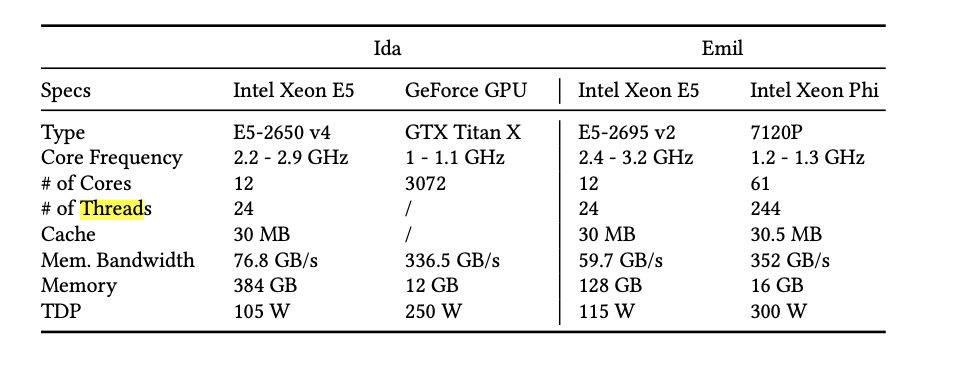 Ida Emil
Specs Intel Xeon E5 GeForce GPU Intel Xeon E5 Intel Xeon Phi
Type E5-2650 v4 GTX Titan X E5-2695 v2 7120P
Core Frequency 2.2 - 2.9 GHz 1 - 1.1 GHz 2.4 - 3.2 GHz 1.2 - 1.3 GHz
# of Cores 12 3072 12 61
# of Threads 24 / 24 244
Cache 30 MB / 30 MB 30.5 MB
Mem. Bandwidth 76.8 GB/s 336.5 GB/s 59.7 GB/s 352 GB/s
Memory 384 GB 12 GB 128 GB 16 GB
TDP 105 W 250 W 115 W 300 W